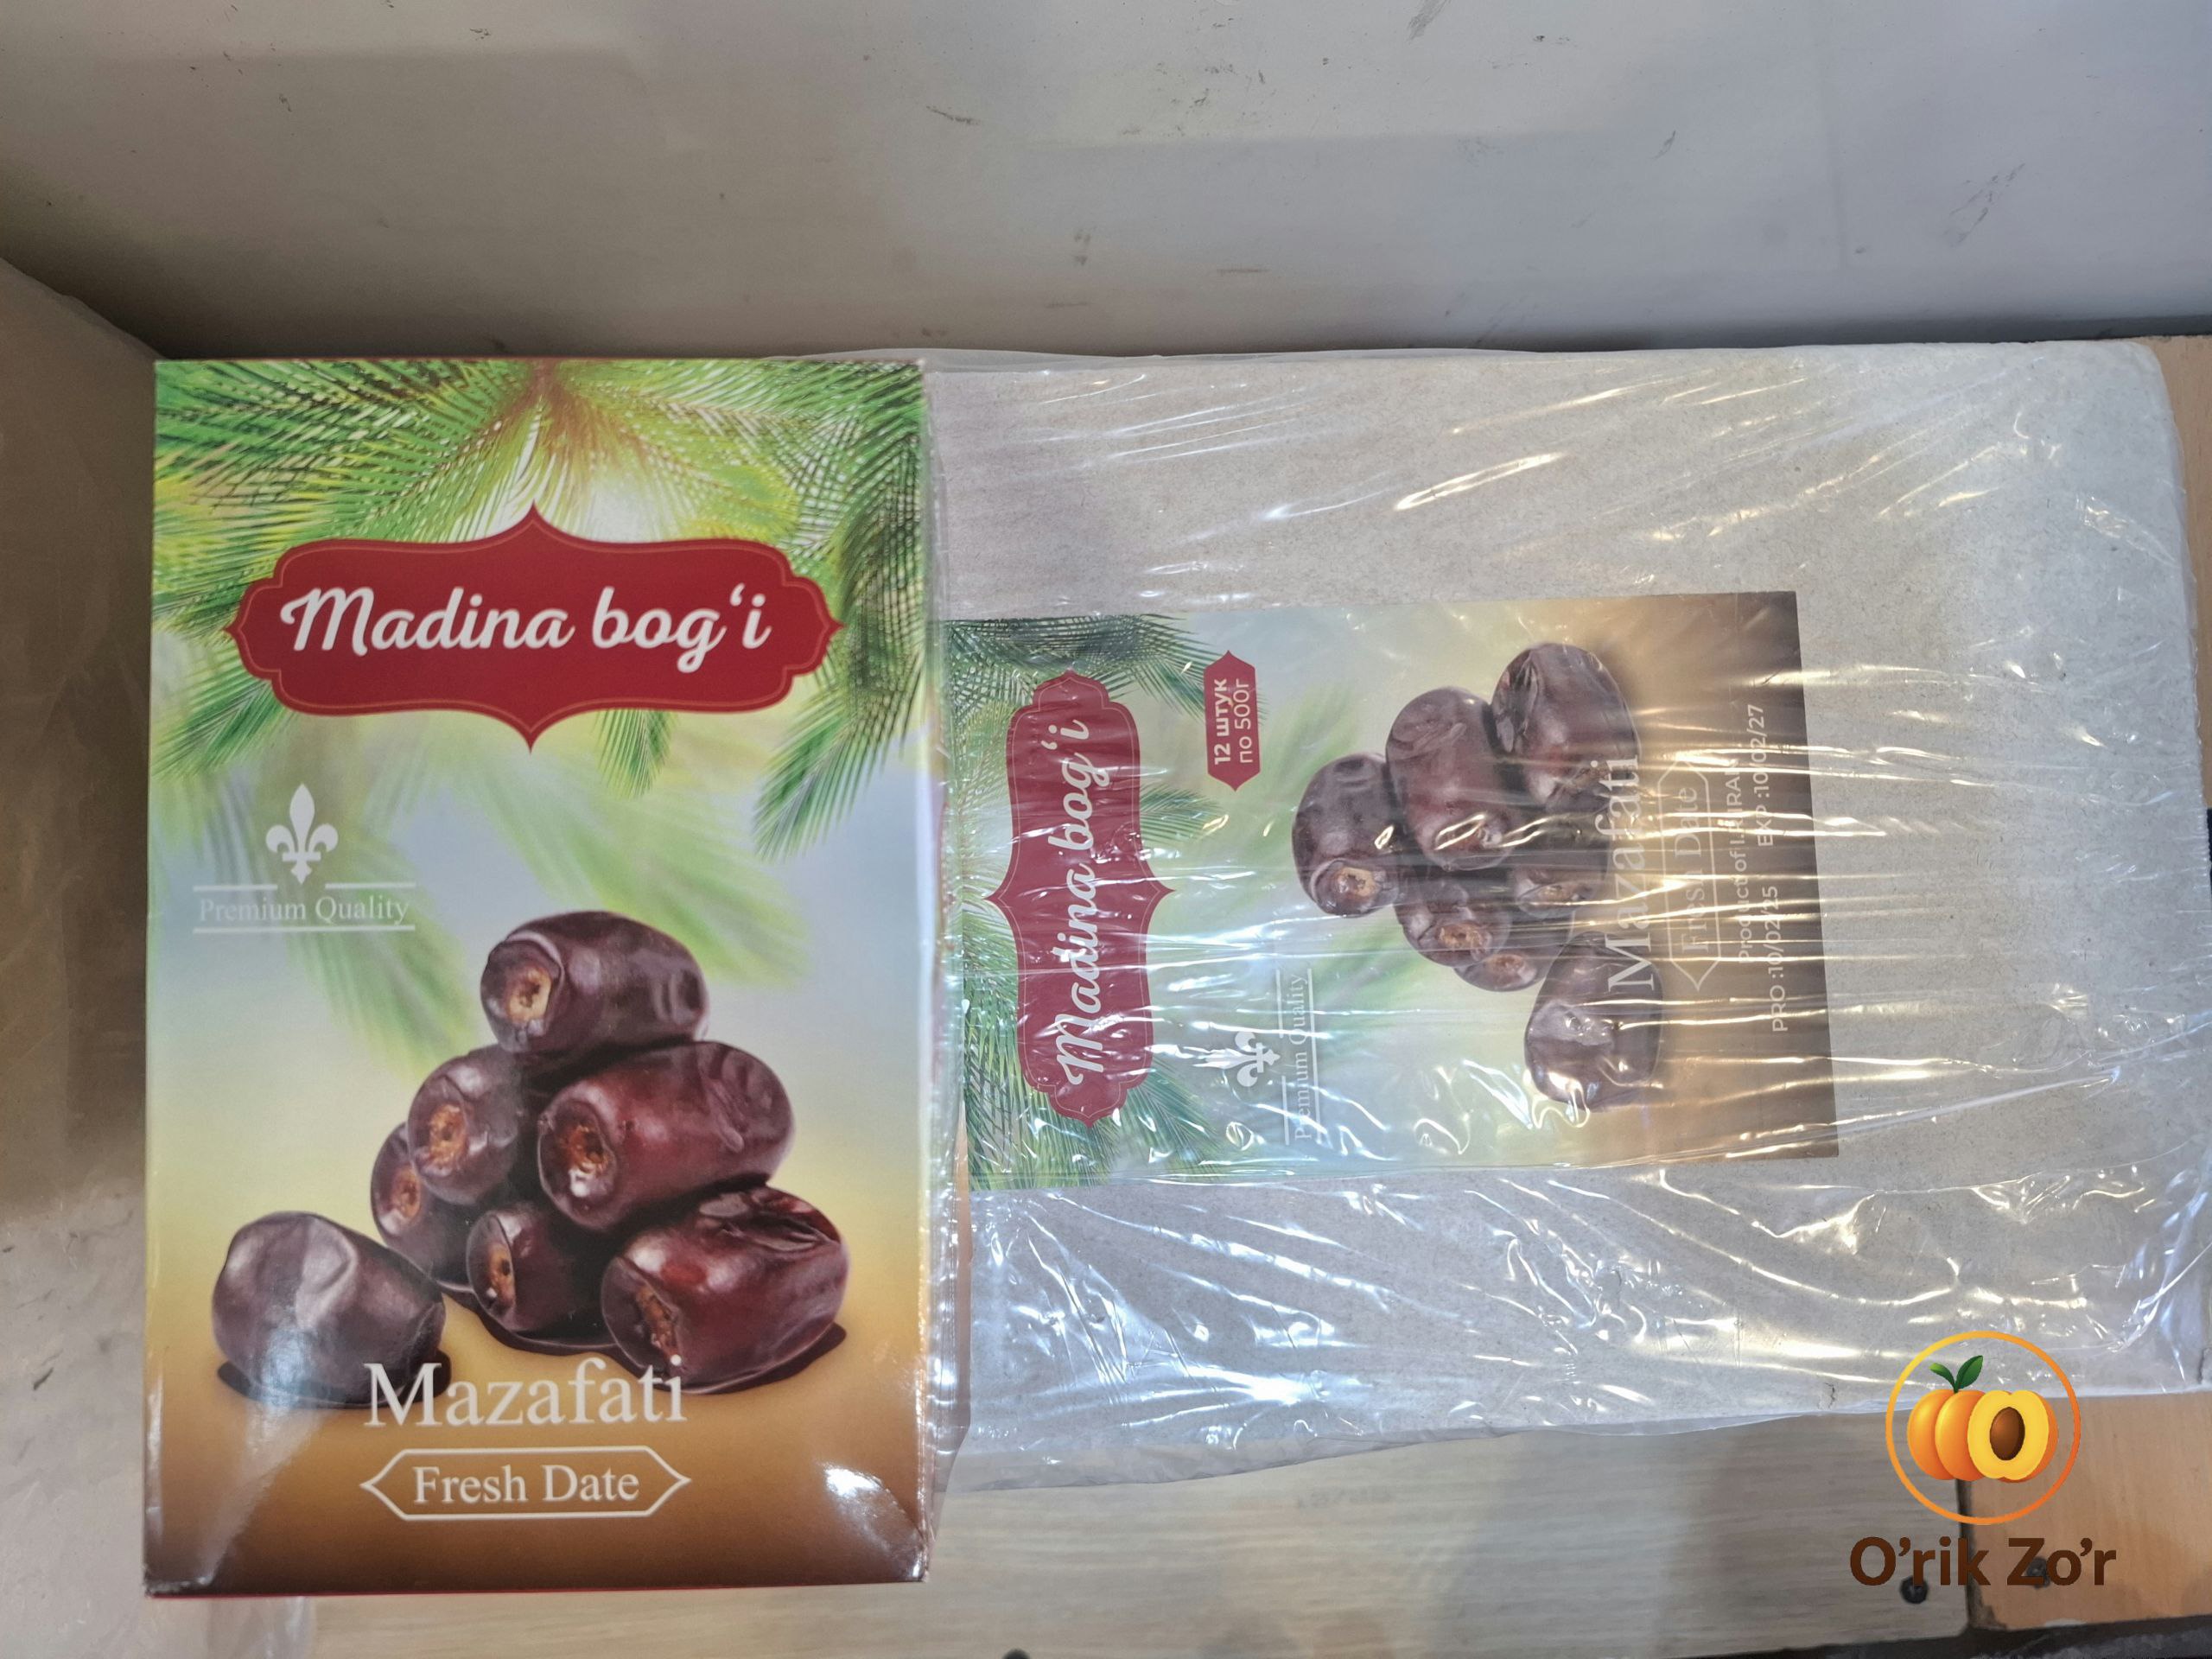 Madina bog‘i
Premium Quality
Mazafati
Fresh Date
Madina bog‘i
12 штук
по 500г
Premium Quality
Mazafati
Fresh Date
Product of I.R.IRAN
PRO :10/02/25 EXP :10/02/27
O’rik Zo’r